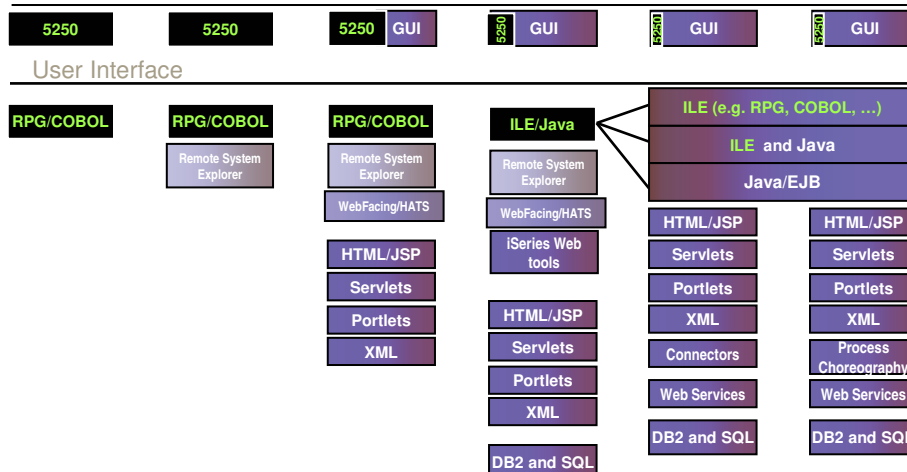 5250
5250
5250 GUI
5250 GUI
5250 GUI
5250 GUI
User Interface
RPG/COBOL
RPG/COBOL
Remote System
Explorer
RPG/COBOL
Remote System
Explorer
WebFacing/HATS
HTML/JSP
Servlets
Portlets
XML
ILE/Java
Remote System
Explorer
WebFacing/HATS
iSeries Web
tools
HTML/JSP
Servlets
Portlets
XML
DB2 and SQL
ILE (e.g. RPG, COBOL, …)
ILE and Java
Java/EJB
HTML/JSP
Servlets
Portlets
XML
Connectors
Web Services
DB2 and SQL
HTML/JSP
Servlets
Portlets
XML
Process
Choreography
Web Services
DB2 and SQL